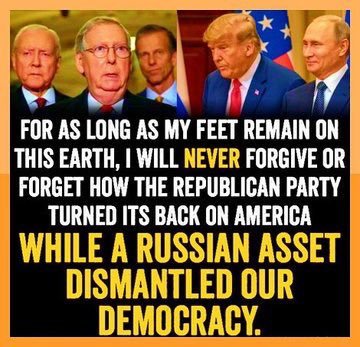 FOR AS LONG AS MY FEET REMAIN ON
THIS EARTH, I WILL NEVER FORGIVE OR
FORGET HOW THE REPUBLICAN PARTY
TURNED ITS BACK ON AMERICA
WHILE A RUSSIAN ASSET
DISMANTLED OUR
DEMOCRACY.